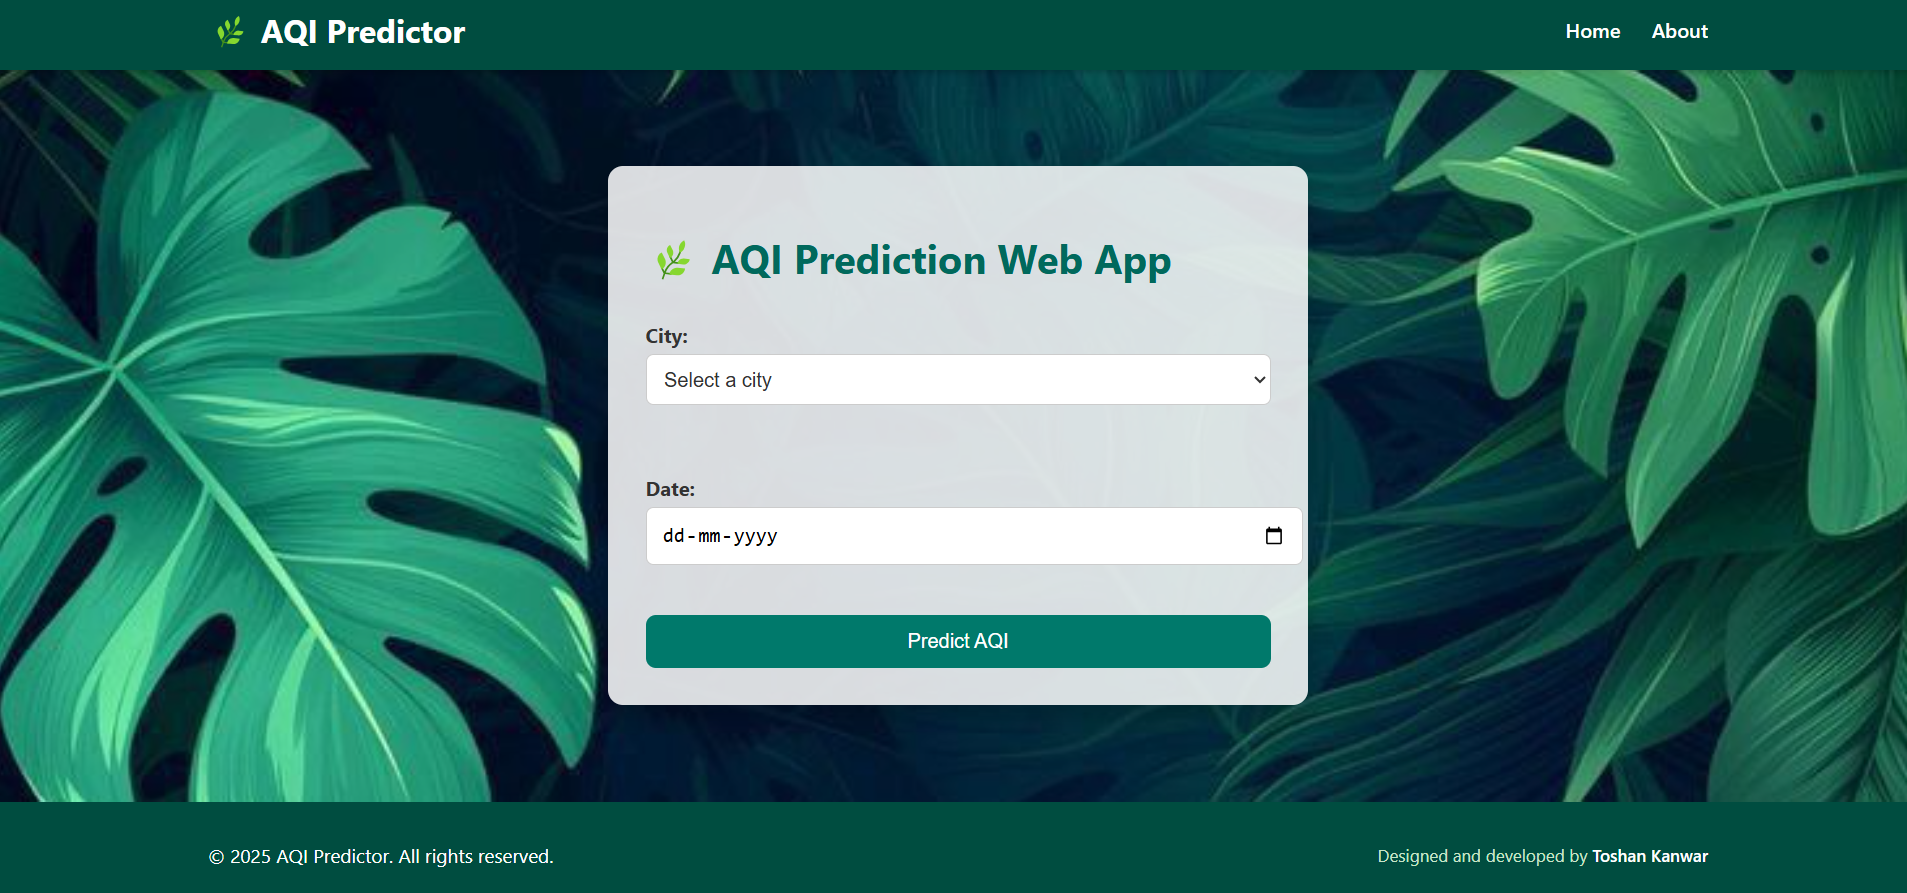 AQI Predictor
Home About
AQI Prediction Web App
City:
Select a city
Date:
dd-mm-yyyy
Predict AQI
© 2025 AQI Predictor. All rights reserved.
Designed and developed by Toshan Kanwar